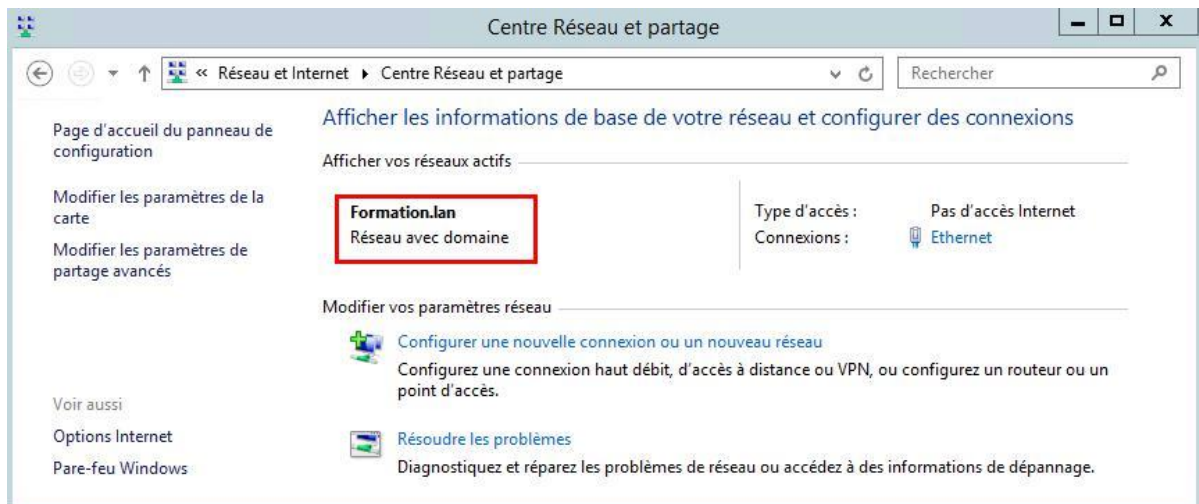 Centre Réseau et partage
« Réseau et Internet ▸ Centre Réseau et partage
Rechercher
Page d'accueil du panneau de
configuration
Modifier les paramètres de la
carte
Modifier les paramètres de
partage avancés
Voir aussi
Options Internet
Pare-feu Windows
Afficher les informations de base de votre réseau et configurer des connexions
Afficher vos réseaux actifs
Formation.lan
Réseau avec domaine
Type d'accès : Pas d'accès Internet
Connexions : Ethernet
Modifier vos paramètres réseau
Configurer une nouvelle connexion ou un nouveau réseau
Configurez une connexion haut débit, d'accès à distance ou VPN, ou configurez un routeur ou un
point d'accès.
Résoudre les problèmes
Diagnostiquez et réparez les problèmes de réseau ou accédez à des informations de dépannage.